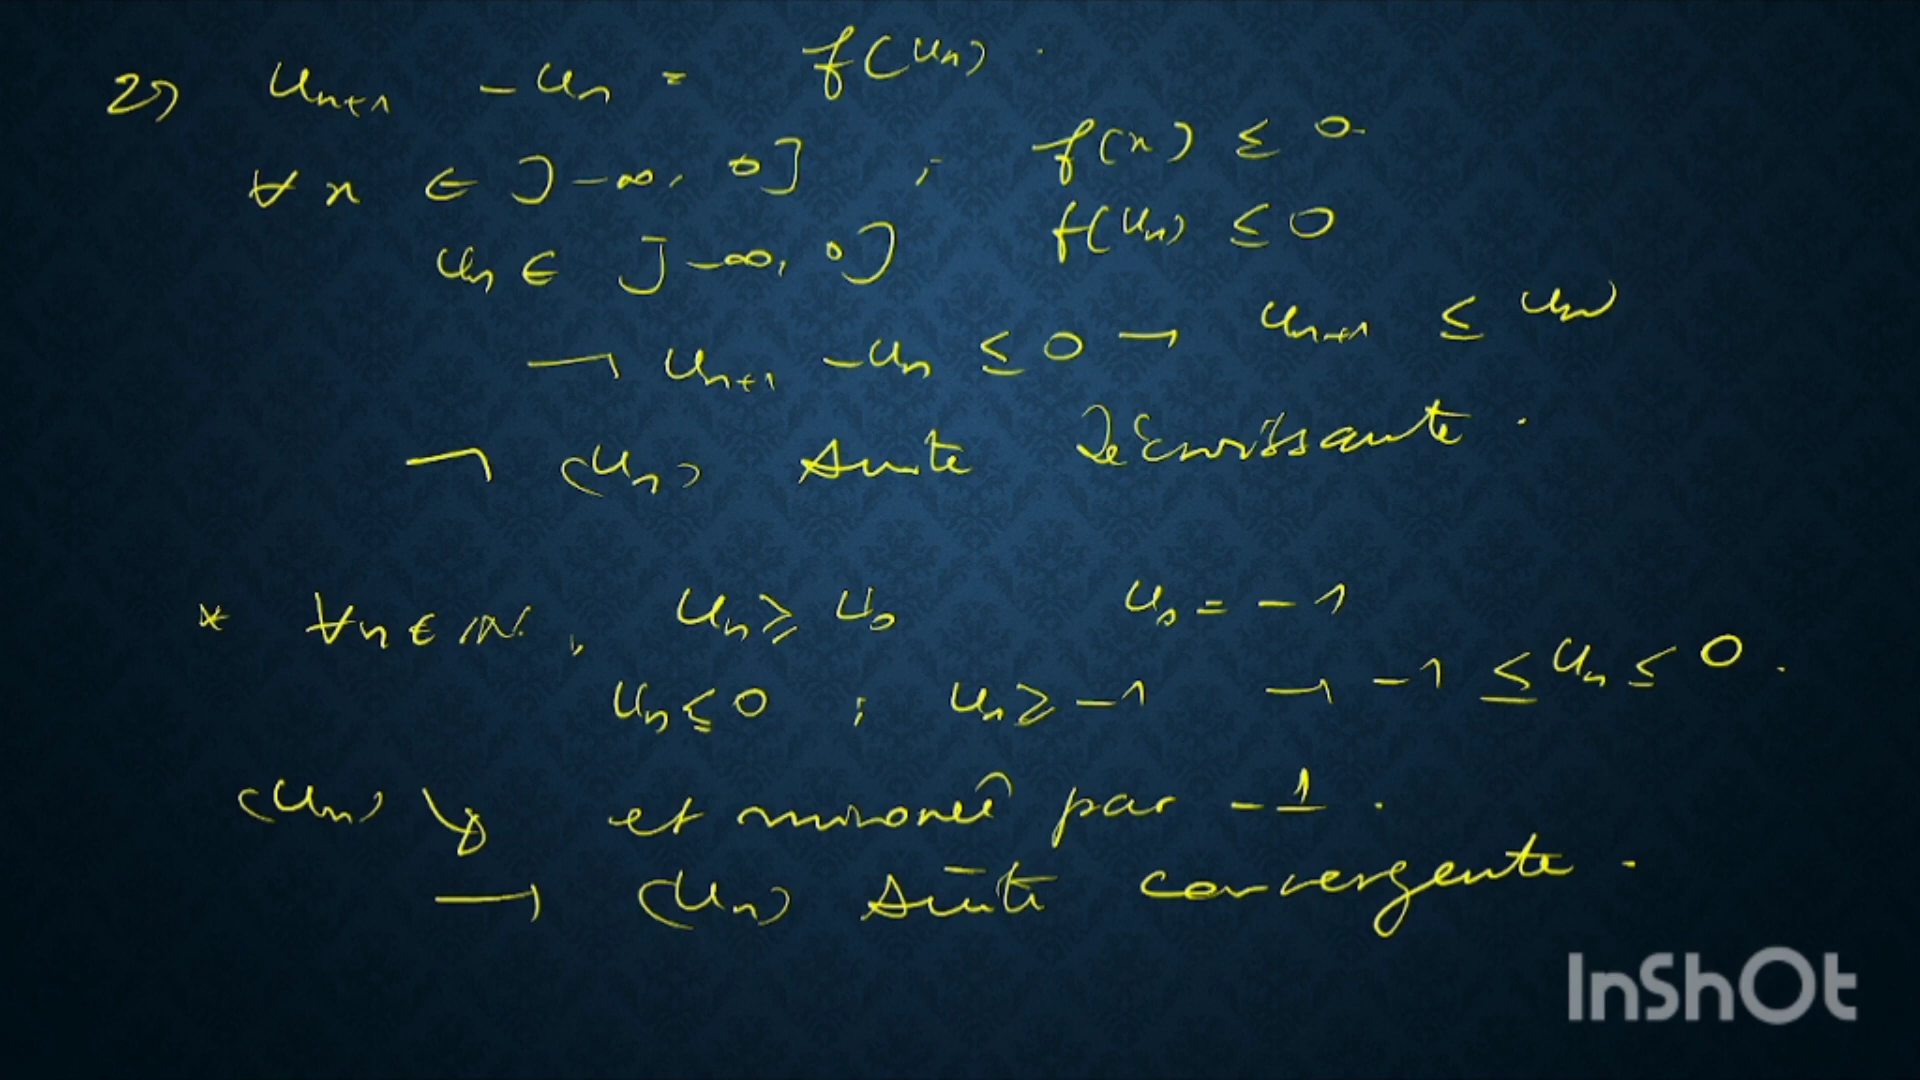 2) Un+1 - Un = f(Un).
∀x ∈ ]-∞, 0] ; f(x) ≤ 0.
Un ∈ ]-∞, 0] f(Un) ≤ 0
→ Un+1 - Un ≤ 0 → Un+1 ≤ Un
→ (Un) suite décroissante.
* ∀n ∈ IN, Un ≥ U0 U0 = -1
Un ≤ 0 ; Un ≥ -1 → -1 ≤ Un ≤ 0.
(Un) ↘ et minoreé par -1.
→ (Un) suite convergente.
InShOt